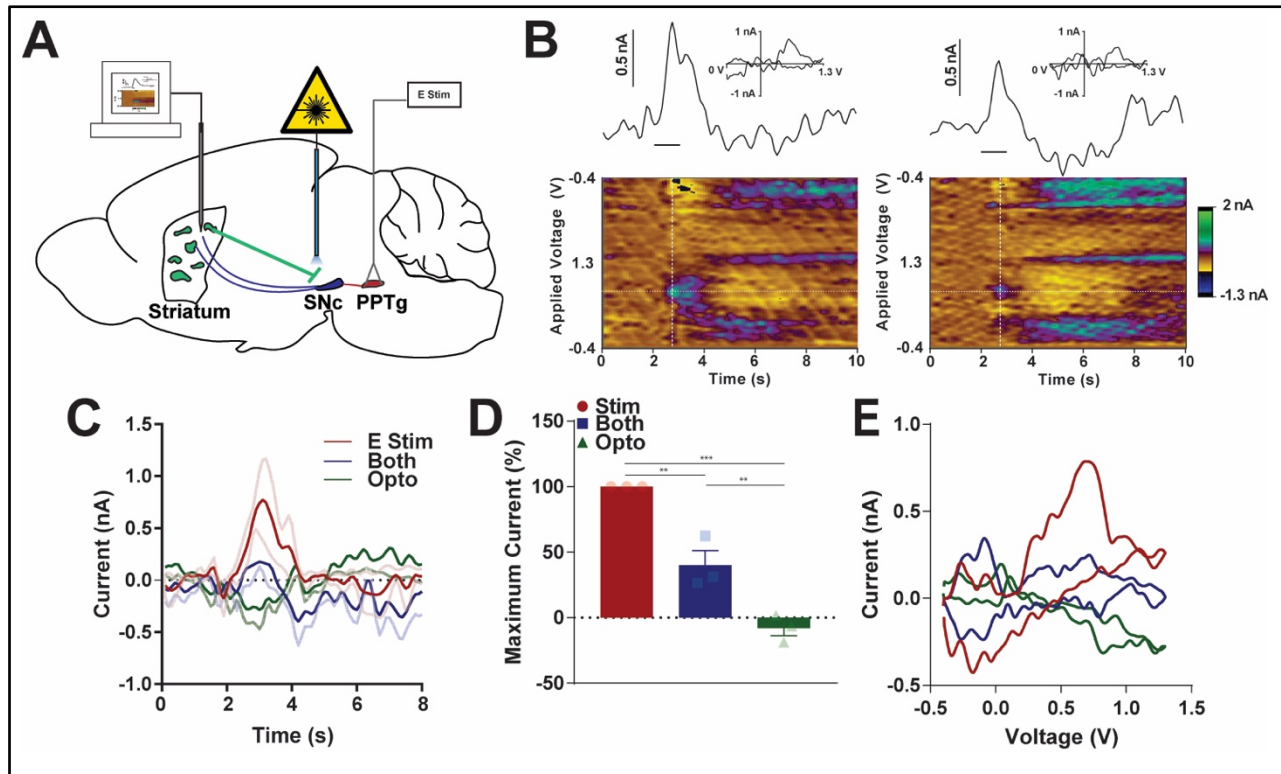 A
E Stim
Striatum
SNc
PPTg
B
0.5 nA
1 nA
0 V
1.3 V
-1 nA
0.5 nA
1 nA
0 V
1.3 V
-1 nA
Applied Voltage (V)
-0.4
1.3
-0.4
0 2 4 6 8 10
Time (s)
Applied Voltage (V)
-0.4
1.3
-0.4
0 2 4 6 8 10
Time (s)
2 nA
-1.3 nA
C
Current (nA)
1.5
1.0
0.5
0.0
-0.5
-1.0
0 2 4 6 8
Time (s)
E Stim
Both
Opto
D
Stim
Both
Opto
Maximum Current (%)
150
100
50
0
-50
***
**
**
E
Current (nA)
1.0
0.5
0.0
-0.5
-0.5 0.0 0.5 1.0 1.5
Voltage (V)